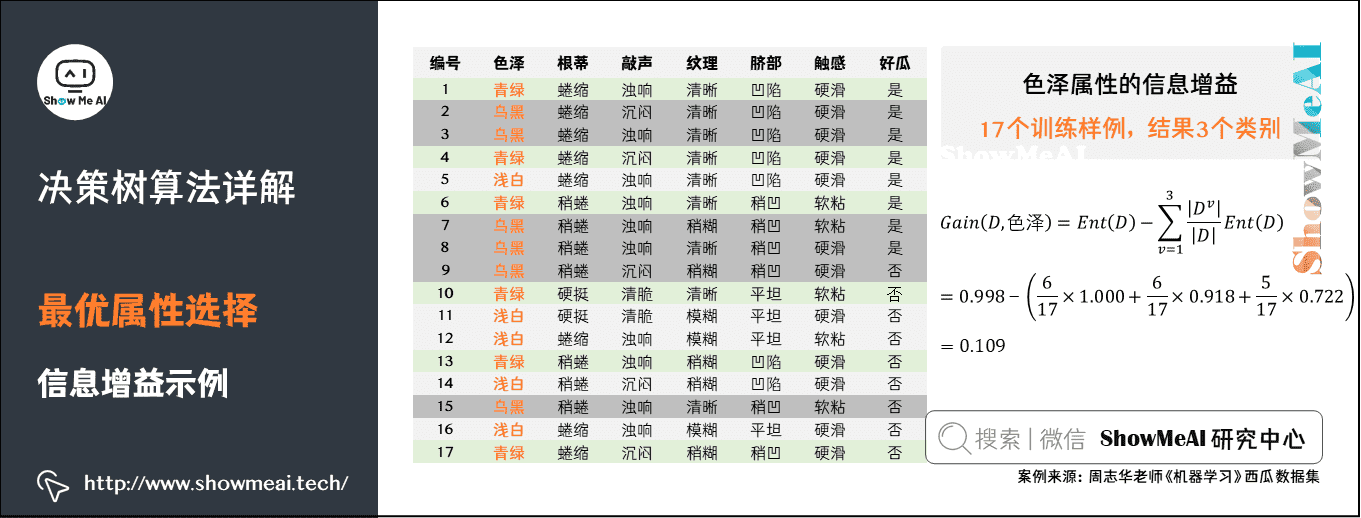 Show Me AI
决策树算法详解
最优属性选择
信息增益示例
http://www.showmeai.tech/
编号 色泽 根蒂 敲声 纹理 脐部 触感 好瓜
1 青绿 蜷缩 浊响 清晰 凹陷 硬滑 是
2 乌黑 蜷缩 沉闷 清晰 凹陷 硬滑 是
3 乌黑 蜷缩 浊响 清晰 凹陷 硬滑 是
4 青绿 蜷缩 沉闷 清晰 凹陷 硬滑 是
5 浅白 蜷缩 浊响 清晰 凹陷 硬滑 是
6 青绿 稍蜷 浊响 清晰 稍凹 软粘 是
7 乌黑 稍蜷 浊响 稍糊 稍凹 软粘 是
8 乌黑 稍蜷 浊响 清晰 稍凹 硬滑 是
9 乌黑 稍蜷 沉闷 稍糊 稍凹 硬滑 否
10 青绿 硬挺 清脆 清晰 平坦 软粘 否
11 浅白 硬挺 清脆 模糊 平坦 硬滑 否
12 浅白 蜷缩 浊响 模糊 平坦 软粘 否
13 青绿 稍蜷 浊响 稍糊 凹陷 硬滑 否
14 浅白 稍蜷 沉闷 稍糊 凹陷 硬滑 否
15 乌黑 稍蜷 浊响 清晰 稍凹 软粘 否
16 浅白 蜷缩 浊响 模糊 平坦 硬滑 否
17 青绿 蜷缩 沉闷 稍糊 稍凹 硬滑 否
色泽属性的信息增益
17个训练样例，结果3个类别
ShowMeAI
ShowMeAI
Gain(D,色泽) = Ent(D) − ∑_{v=1}^{3} |D^v|/|D| Ent(D)
= 0.998 − (6/17 × 1.000 + 6/17 × 0.918 + 5/17 × 0.722)
= 0.109
搜索 | 微信 ShowMeAI 研究中心
案例来源：周志华老师《机器学习》西瓜数据集